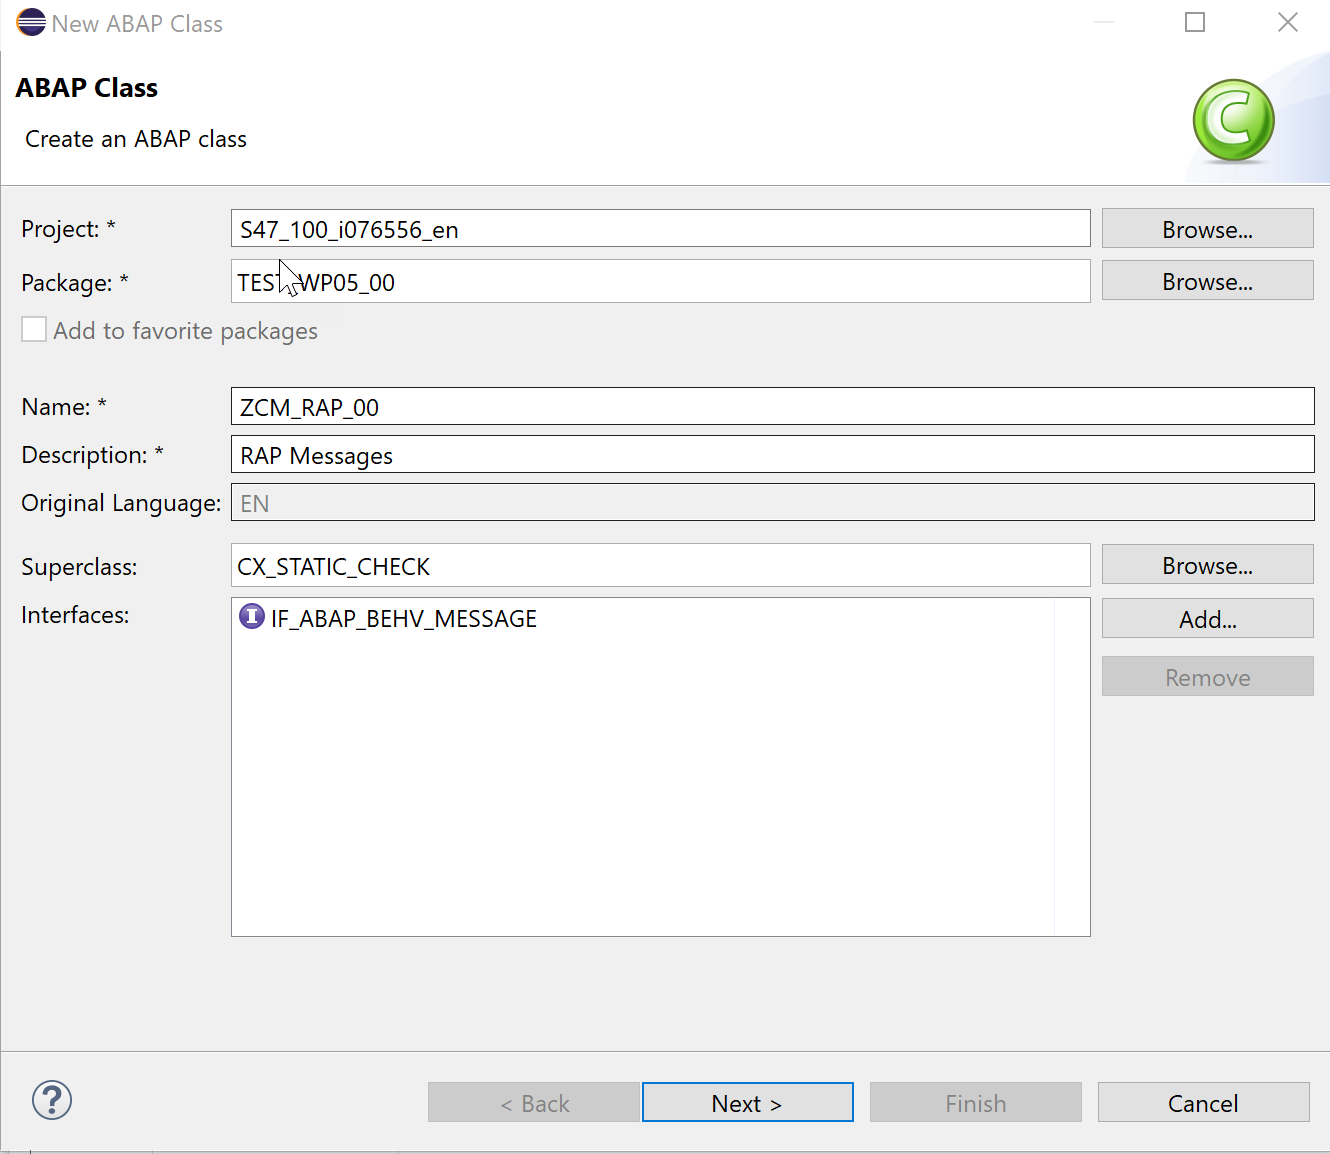 New ABAP Class
ABAP Class
Create an ABAP class
C
Project: * S47_100_i076556_en Browse...
Package: * WP05_00 Browse...
Add to favorite packages
Name: * ZCM_RAP_00
Description: * RAP Messages
Original Language: EN
Superclass: CX_STATIC_CHECK Browse...
Interfaces: I IF_ABAP_BEHV_MESSAGE Add...
Remove
? < Back Next > Finish Cancel